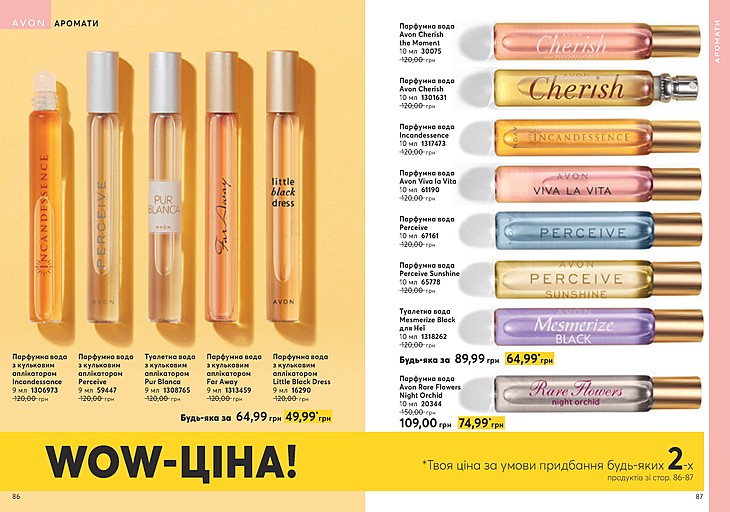 AVON АРОМАТИ
INCANDESSENCE
PERCEIVE
AVON
PUR
BLANCA
AVON
Far Away
little
black
dress
AVON
Парфумна вода
з кульковим
аплікатором
Incandessance
9 мл 1306973
120,00 грн
Парфумна вода
з кульковим
аплікатором
Perceive
9 мл 59447
120,00 грн
Туалетна вода
з кульковим
аплікатором
Pur Blanca
9 мл 1308765
120,00 грн
Парфумна вода
з кульковим
аплікатором
Far Away
9 мл 1313459
120,00 грн
Парфумна вода
з кульковим
аплікатором
Little Black Dress
9 мл 16290
120,00 грн
Будь-яка за 64,99 грн 49,99* грн
Парфумна вода
Avon Cherish
the Moment
10 мл 30075
120,00 грн
AVON
Cherish
the moment
Парфумна вода
Avon Cherish
10 мл 1301631
120,00 грн
AVON
Cherish
Парфумна вода
Incandessence
10 мл 1317473
120,00 грн
AVON
INCANDESSENCE
Парфумна вода
Avon Viva la Vita
10 мл 61190
120,00 грн
AVON
VIVA LA VITA
Парфумна вода
Perceive
10 мл 67161
120,00 грн
AVON
PERCEIVE
Парфумна вода
Perceive Sunshine
10 мл 65778
120,00 грн
AVON
PERCEIVE
SUNSHINE
Туалетна вода
Mesmerize Black
для Неї
10 мл 1318262
120,00 грн
AVON
Mesmerize
BLACK
Будь-яка за 89,99 грн 64,99* грн
Парфумна вода
Avon Rare Flowers
Night Orchid
10 мл 20344
150,00 грн
109,00 грн 74,99* грн
Rare Flowers
night orchid
АРОМАТИ
WOW-ЦІНА!
*Твоя ціна за умови придбання будь-яких 2-х
продуктів зі стор. 86-87
86
87